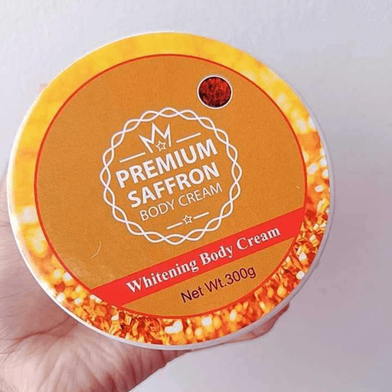 PREMIUM
SAFFRON
BODY CREAM
Whitening Body Cream
Net Wt.300g